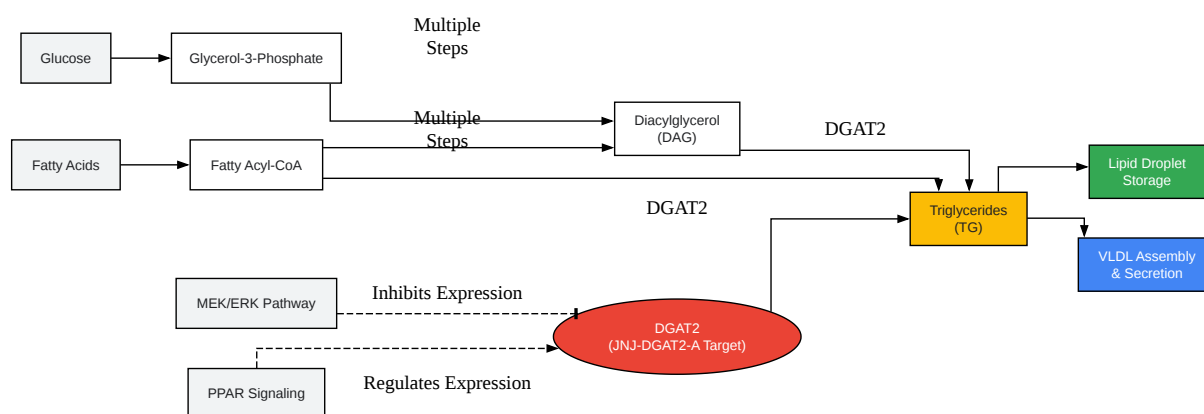 Multiple
Steps
Glucose
Glycerol-3-Phosphate
Multiple
Steps
Diacylglycerol
(DAG)
DGAT2
Fatty Acids
Fatty Acyl-CoA
Lipid Droplet
Storage
DGAT2
Triglycerides
(TG)
VLDL Assembly
& Secretion
MEK/ERK Pathway
Inhibits Expression
DGAT2
(JNJ-DGAT2-A Target)
Regulates Expression
PPAR Signaling